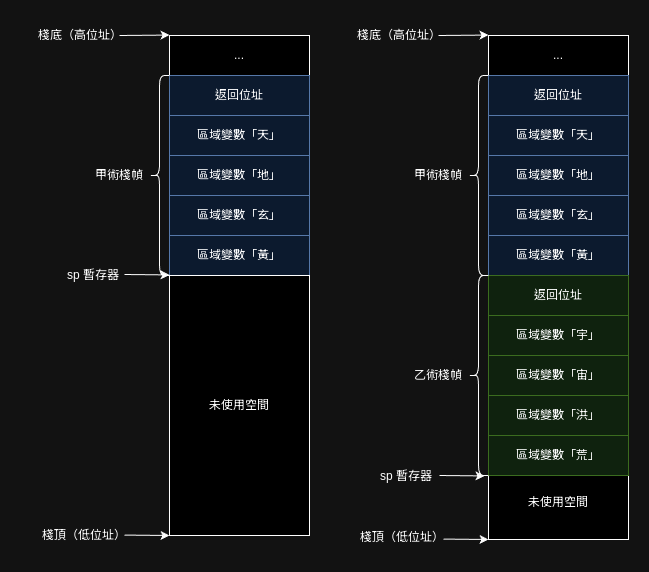 棧底（高位址）
...
返回位址
區域變數「天」
區域變數「地」
甲術棧幀
區域變數「玄」
區域變數「黃」
sp 暫存器
未使用空間
棧頂（低位址）
棧底（高位址）
...
返回位址
區域變數「天」
區域變數「地」
甲術棧幀
區域變數「玄」
區域變數「黃」
返回位址
區域變數「宇」
區域變數「宙」
乙術棧幀
區域變數「洪」
區域變數「荒」
sp 暫存器
未使用空間
棧頂（低位址）